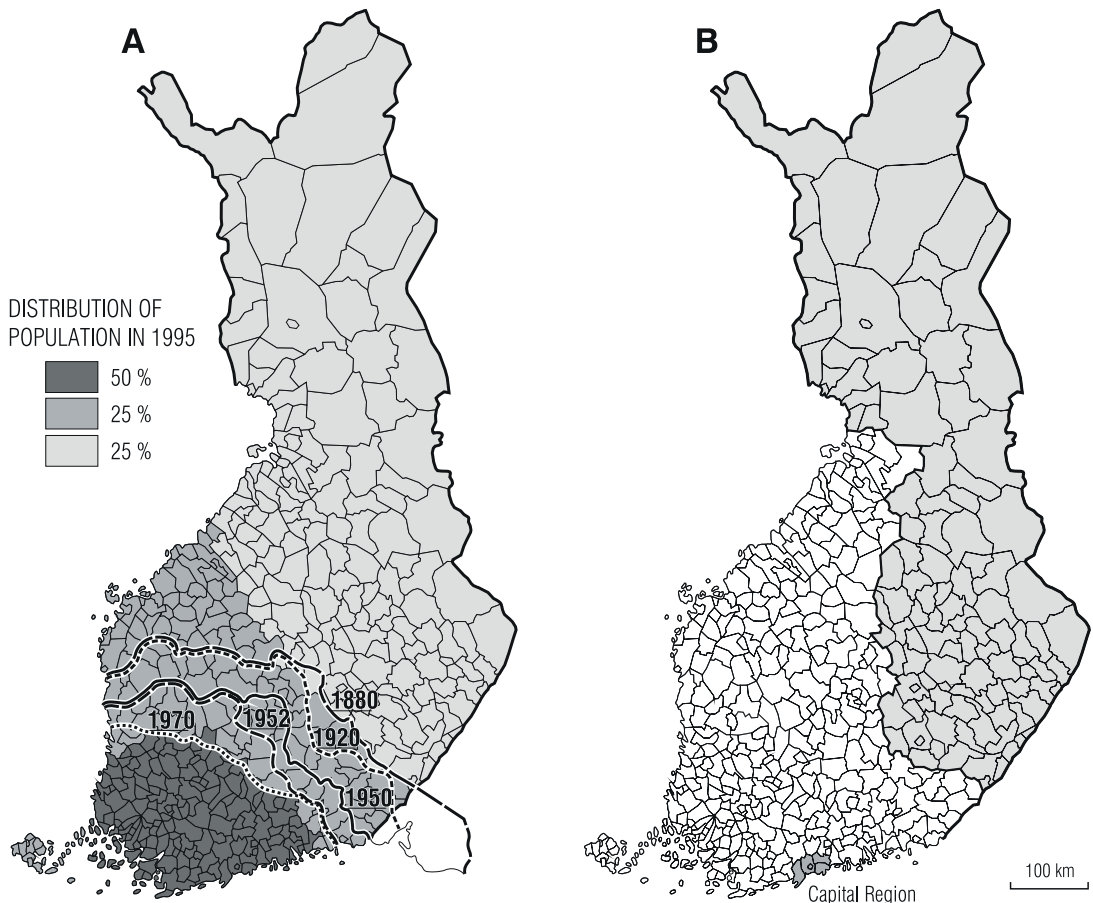 A
B
DISTRIBUTION OF
POPULATION IN 1995
50 %
25 %
25 %
1880
1970
1952
1920
1950
100 km
Capital Region